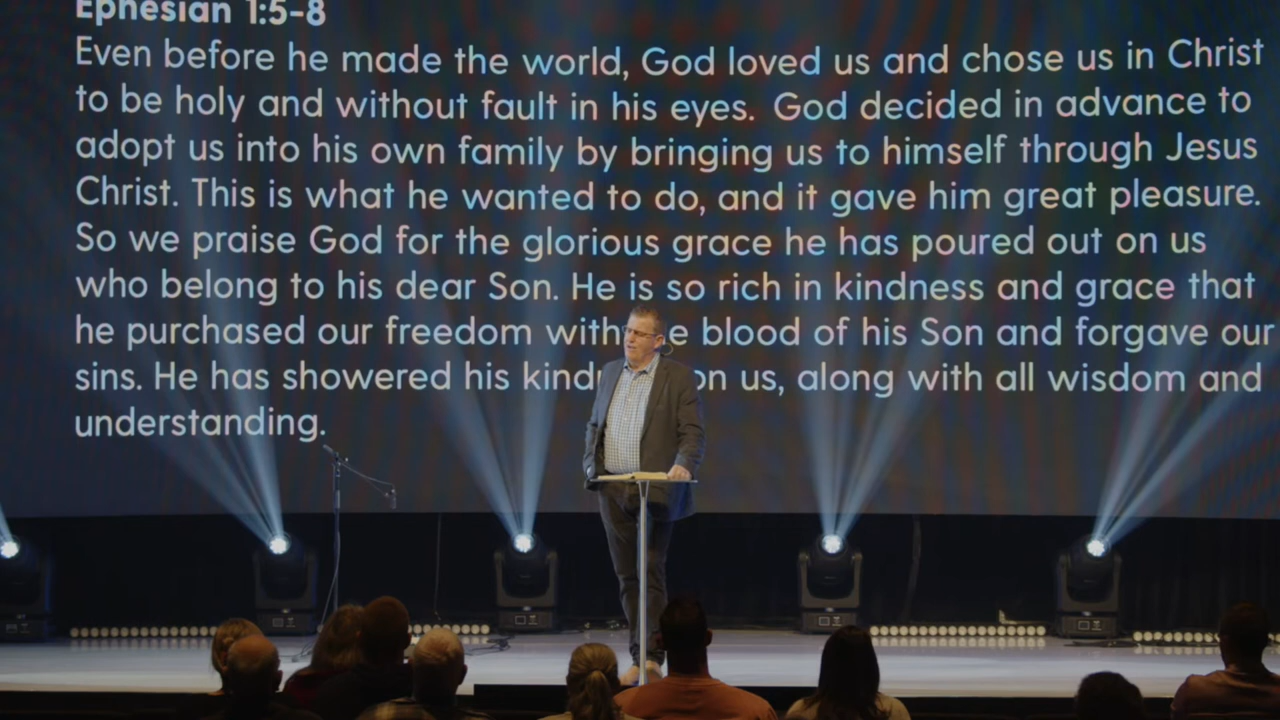 Ephesian 1:5-8
Even before he made the world, God loved us and chose us in Christ
to be holy and without fault in his eyes. God decided in advance to
adopt us into his own family by bringing us to himself through Jesus
Christ. This is what he wanted to do, and it gave him great pleasure.
So we praise God for the glorious grace he has poured out on us
who belong to his dear Son. He is so rich in kindness and grace that
he purchased our freedom with e blood of his Son and forgave our
sins. He has showered his kind on us, along with all wisdom and
understanding.